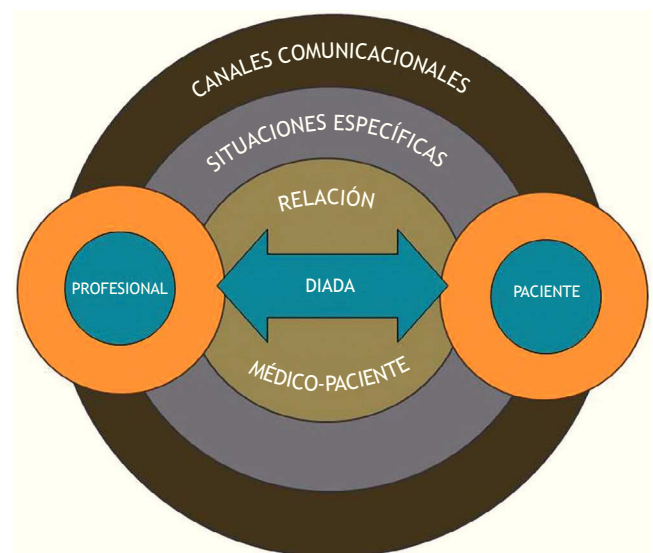 CANALES COMUNICACIONALES
SITUACIONES ESPECÍFICAS
RELACIÓN
PROFESIONAL
DIADA
PACIENTE
MÉDICO-PACIENTE